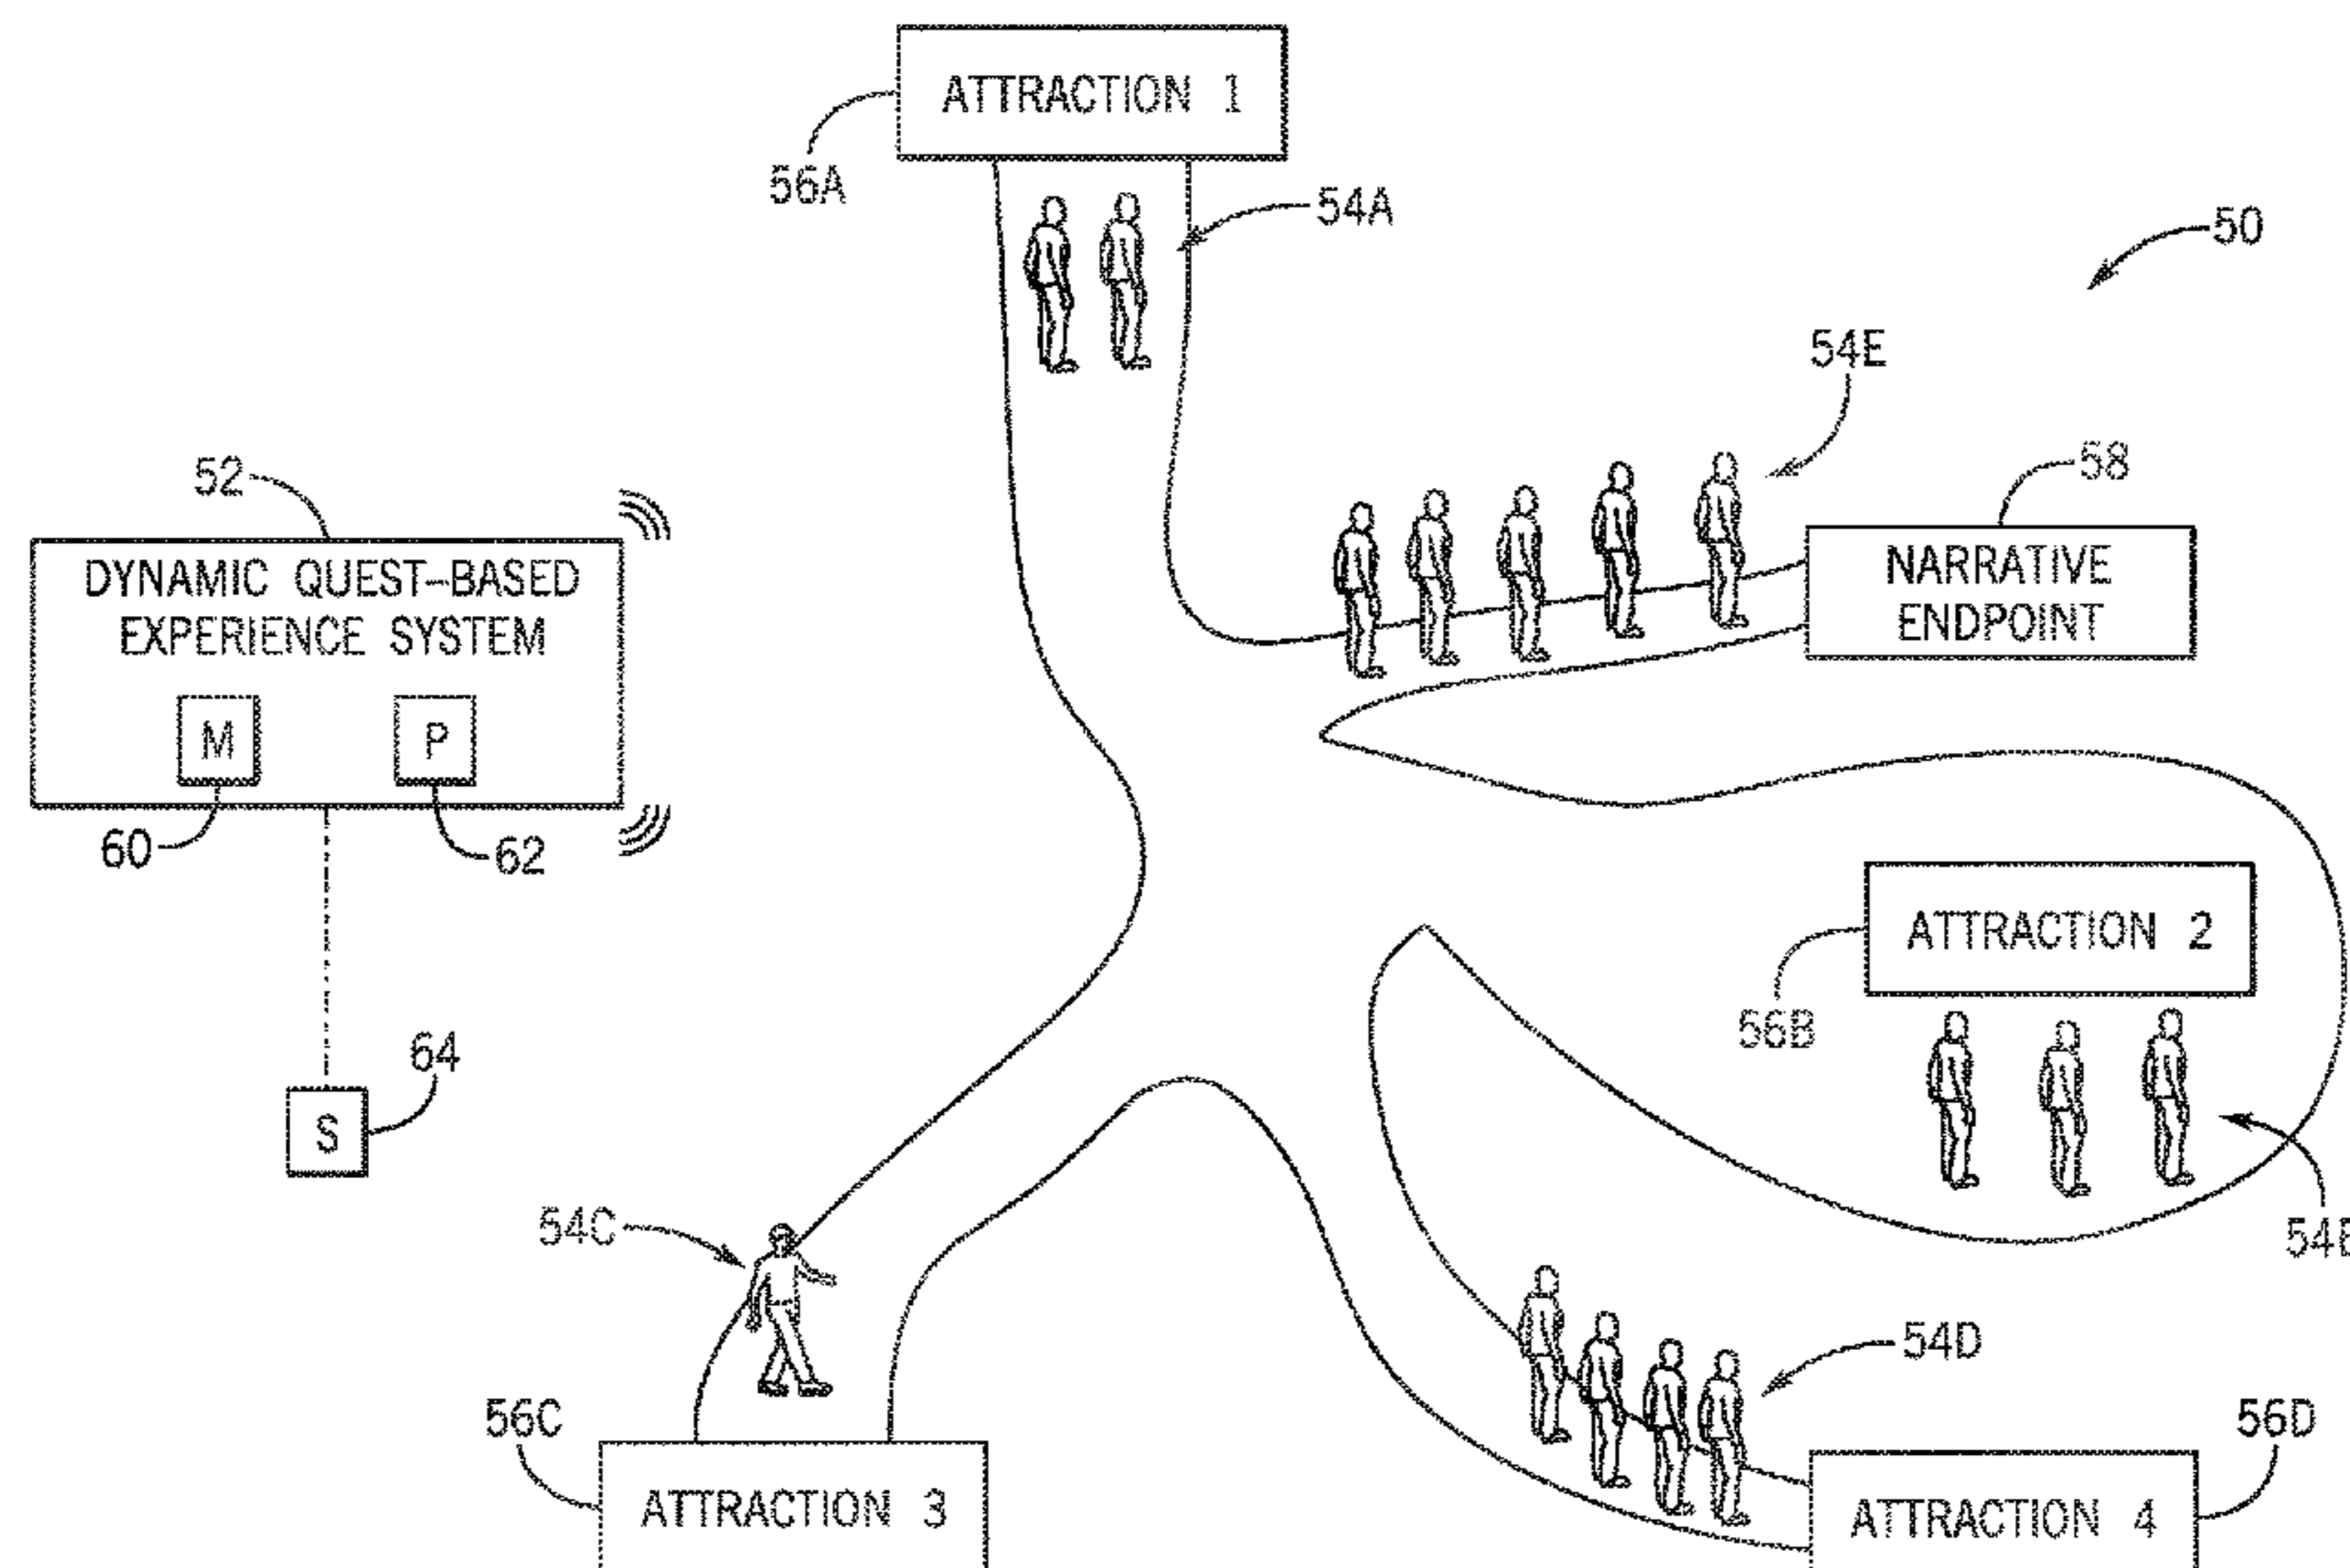 ATTRACTION 1
56A
54A
50
54E
52
58
DYNAMIC QUEST-BASED
EXPERIENCE SYSTEM
NARRATIVE
ENDPOINT
M
P
60
62
ATTRACTION 2
56B
64
S
54C
54B
54D
56C
56D
ATTRACTION 3
ATTRACTION 4